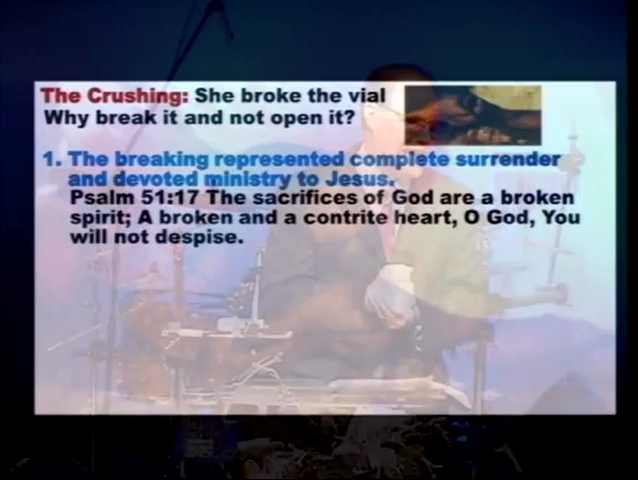 The Crushing: She broke the vial
Why break it and not open it?
1. The breaking represented complete surrender
and devoted ministry to Jesus.
Psalm 51:17 The sacrifices of God are a broken
spirit; A broken and a contrite heart, O God, You
will not despise.